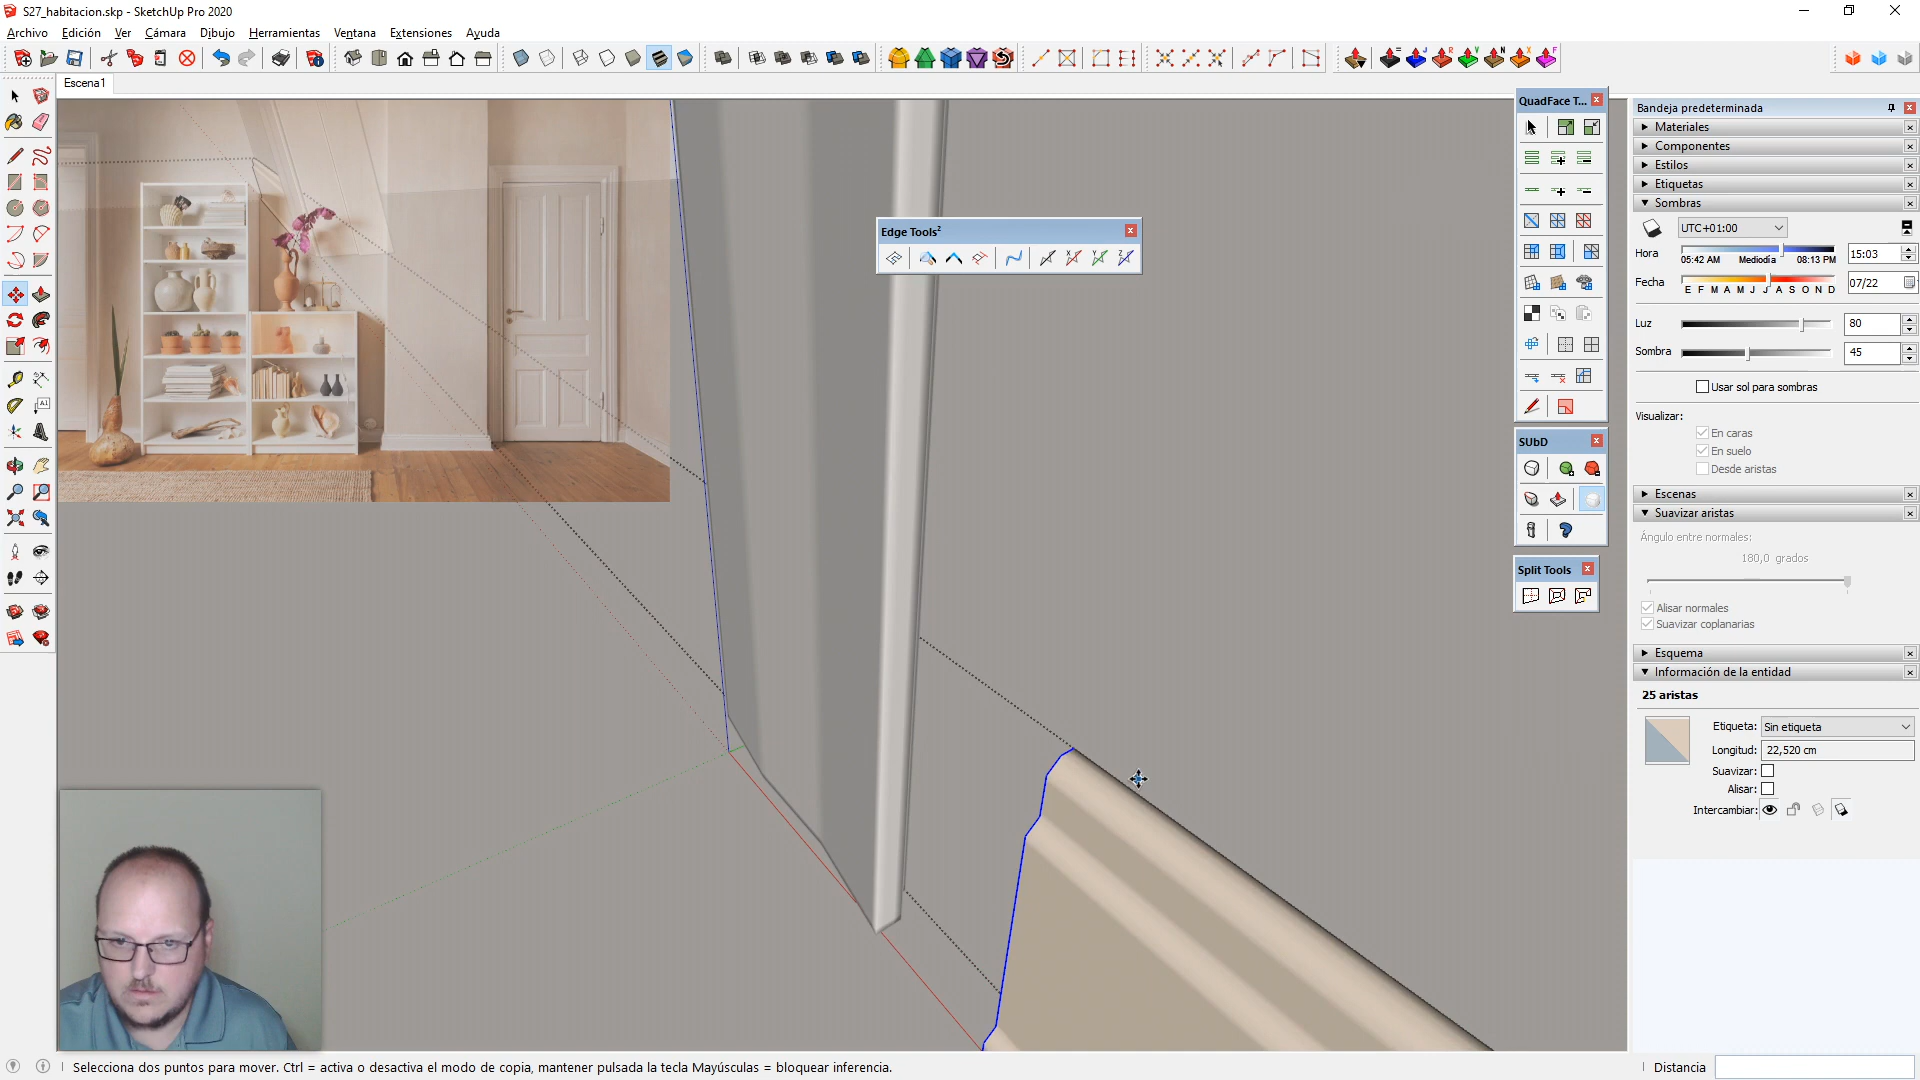 S27_habitacion.skp - SketchUp Pro 2020
Archivo Edición Ver Cámara Dibujo Herramientas Ventana Extensiones Ayuda
Escena1
Edge Tools²
QuadFace T...
SUbD
Split Tools
Bandeja predeterminada
Materiales
Componentes
Estilos
Etiquetas
Sombras
UTC+01:00
Hora
05:42 AM Mediodía 08:13 PM
15:03
Fecha
E F M A M J J A S O N D
07/22
Luz 80
Sombra 45
Usar sol para sombras
Visualizar:
En caras
En suelo
Desde aristas
Escenas
Suavizar aristas
Ángulo entre normales:
180,0 grados
Alisar normales
Suavizar coplanarias
Esquema
Información de la entidad
25 aristas
Etiqueta: Sin etiqueta
Longitud: 22,520 cm
Suavizar:
Alisar:
Intercambiar:
Selecciona dos puntos para mover. Ctrl = activa o desactiva el modo de copia, mantener pulsada la tecla Mayúsculas = bloquear inferencia.
Distancia